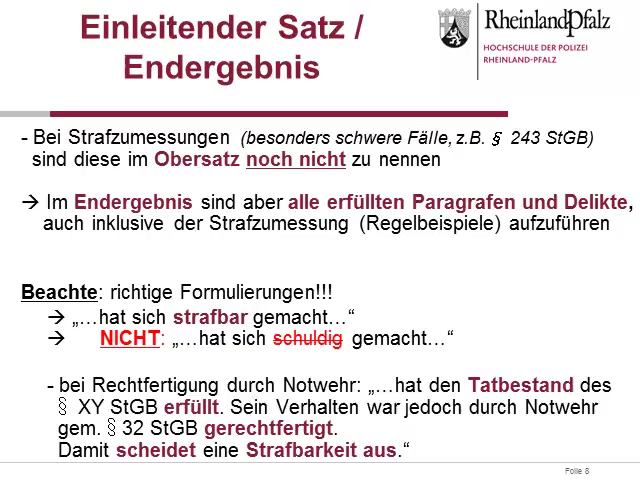 Einleitender Satz /
Endergebnis
RheinlandPfalz
HOCHSCHULE DER POLIZEI
RHEINLAND-PFALZ
- Bei Strafzumessungen (besonders schwere Fälle, z.B. § 243 StGB)
sind diese im Obersatz noch nicht zu nennen
→ Im Endergebnis sind aber alle erfüllten Paragrafen und Delikte,
auch inklusive der Strafzumessung (Regelbeispiele) aufzuführen
Beachte: richtige Formulierungen!!!
→ „…hat sich strafbar gemacht…“
→ NICHT: „…hat sich schuldig gemacht…“
- bei Rechtfertigung durch Notwehr: „…hat den Tatbestand des
§ XY StGB erfüllt. Sein Verhalten war jedoch durch Notwehr
gem. § 32 StGB gerechtfertigt.
Damit scheidet eine Strafbarkeit aus.“
Folie 8